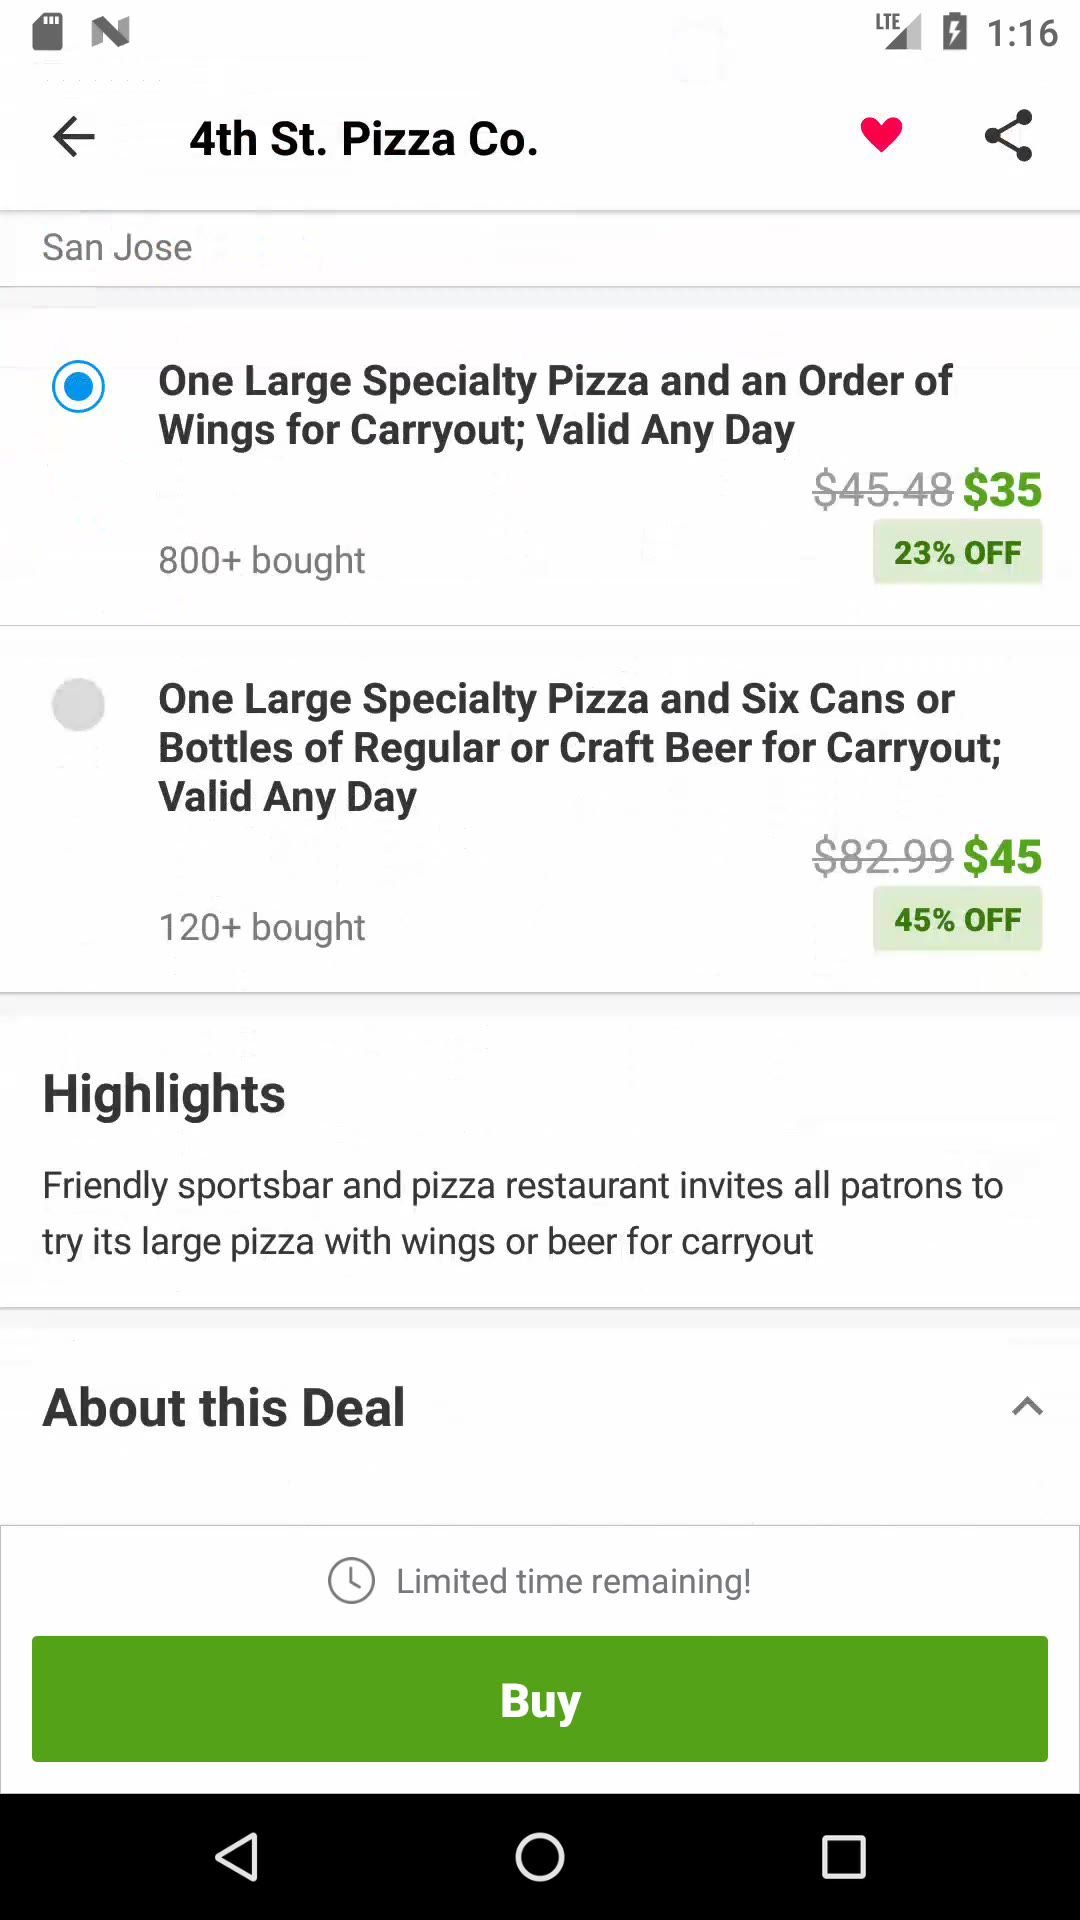 LTE 1:16
4th St. Pizza Co.
San Jose
One Large Specialty Pizza and an Order of
Wings for Carryout; Valid Any Day
$45.48 $35
800+ bought
23% OFF
One Large Specialty Pizza and Six Cans or
Bottles of Regular or Craft Beer for Carryout;
Valid Any Day
$82.99 $45
120+ bought
45% OFF
Highlights
Friendly sportsbar and pizza restaurant invites all patrons to
try its large pizza with wings or beer for carryout
About this Deal
Limited time remaining!
Buy